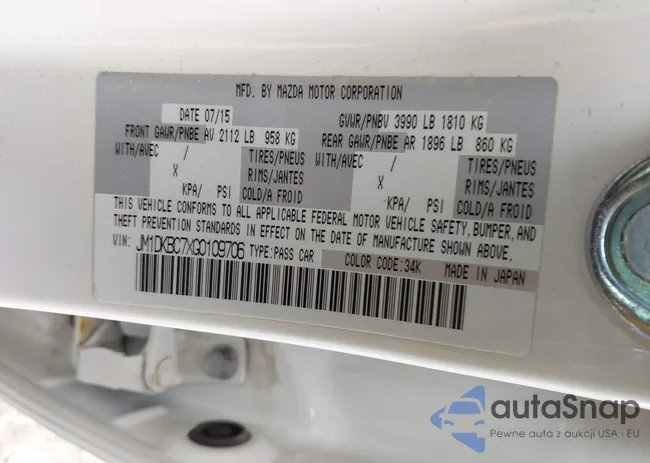 MFD. BY MAZDA MOTOR CORPORATION
DATE 07/15 GVWR/PNBV 3990 LB 1810 KG
FRONT GAWR/PNBE AV 2112 LB 958 KG REAR GAWR/PNBE AR 1896 LB 860 KG
WITH/AVEC / TIRES/PNEUS WITH/AVEC / TIRES/PNEUS
X RIMS/JANTES X RIMS/JANTES
KPA/ PSI COLD/A FROID KPA/ PSI COLD/A FROID
THIS VEHICLE CONFORMS TO ALL APPLICABLE FEDERAL MOTOR VEHICLE SAFETY, BUMPER, AND
THEFT PREVENTION STANDARDS IN EFFECT ON THE DATE OF MANUFACTURE SHOWN ABOVE.
VIN: JM1DKBC7XG0109706 TYPE:PASS CAR COLOR CODE:34K MADE IN JAPAN
autoSnap
Pewne auta z aukcji USA i EU